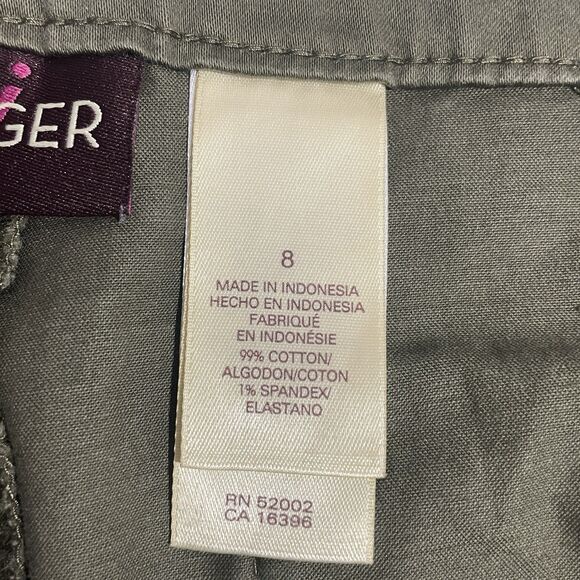 GER
8
MADE IN INDONESIA
HECHO EN INDONESIA
FABRIQUÉ
EN INDONÉSIE
99% COTTON/
ALGODON/COTON
1% SPANDEX/
ELASTANO
RN 52002
CA 16396